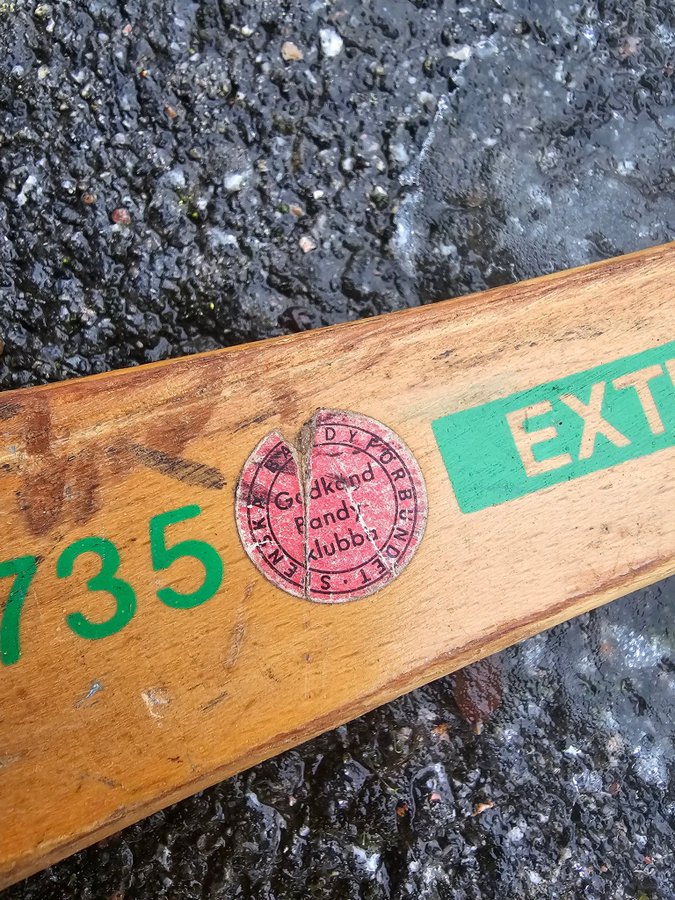 735
SVENSKA BANDYFÖRBUNDET · S
Godkänd
Bandy
klubba
EXT